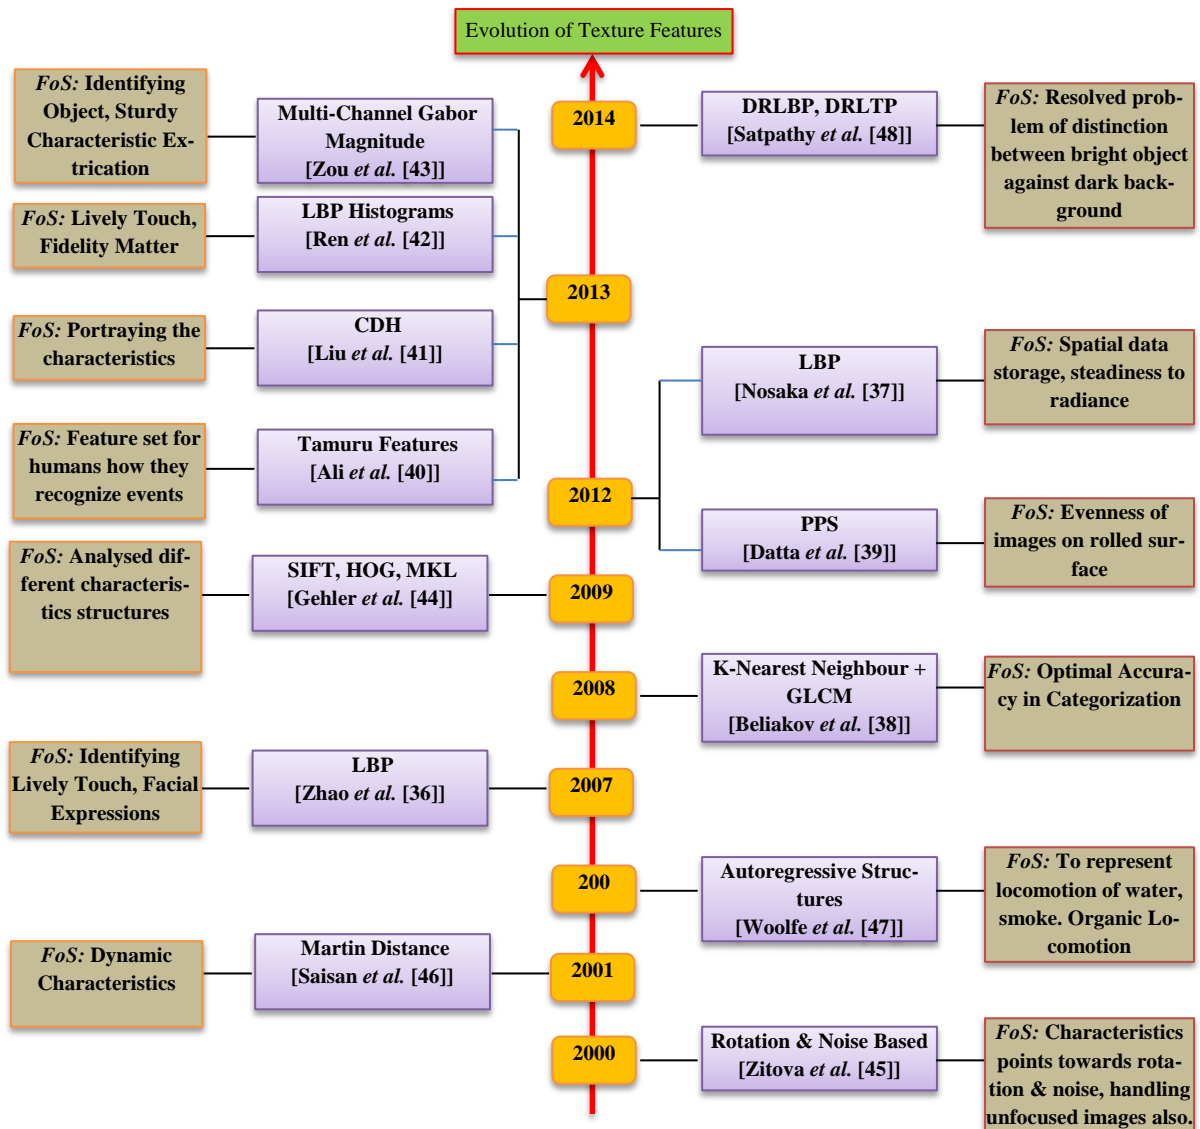 Evolution of Texture Features
2014
DRLBP, DRLTP
[Satpathy et al. [48]]
FoS: Resolved prob-
lem of distinction
between bright object
against dark back-
ground
2013
FoS: Identifying
Object, Sturdy
Characteristic Ex-
trication
Multi-Channel Gabor
Magnitude
[Zou et al. [43]]
FoS: Lively Touch,
Fidelity Matter
LBP Histograms
[Ren et al. [42]]
FoS: Portraying the
characteristics
CDH
[Liu et al. [41]]
FoS: Feature set for
humans how they
recognize events
Tamuru Features
[Ali et al. [40]]
2012
LBP
[Nosaka et al. [37]]
FoS: Spatial data
storage, steadiness to
radiance
PPS
[Datta et al. [39]]
FoS: Evenness of
images on rolled sur-
face
2009
FoS: Analysed dif-
ferent characteris-
tics structures
SIFT, HOG, MKL
[Gehler et al. [44]]
2008
K-Nearest Neighbour +
GLCM
[Beliakov et al. [38]]
FoS: Optimal Accura-
cy in Categorization
2007
FoS: Identifying
Lively Touch, Facial
Expressions
LBP
[Zhao et al. [36]]
200
Autoregressive Struc-
tures
[Woolfe et al. [47]]
FoS: To represent
locomotion of water,
smoke. Organic Lo-
comotion
2001
FoS: Dynamic
Characteristics
Martin Distance
[Saisan et al. [46]]
2000
Rotation & Noise Based
[Zitova et al. [45]]
FoS: Characteristics
points towards rota-
tion & noise, handling
unfocused images also.